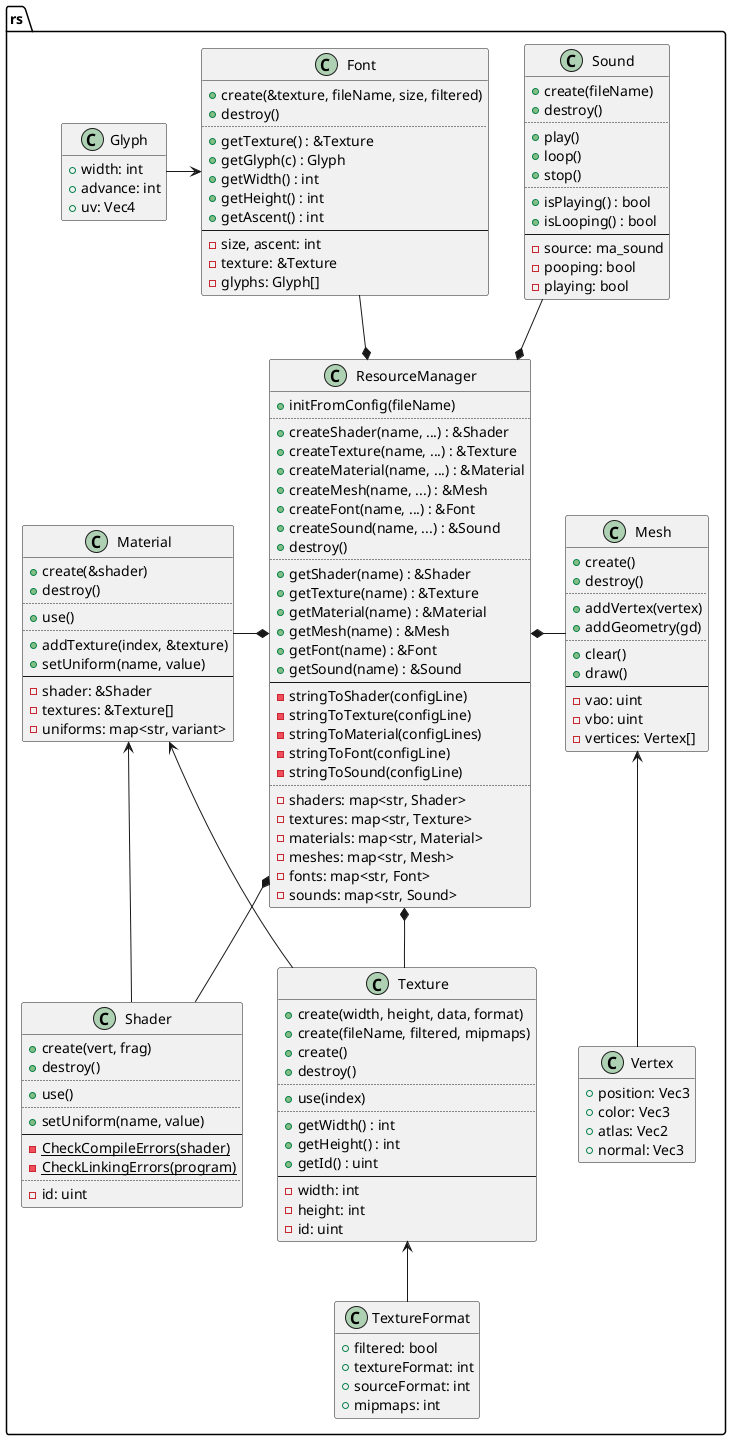 rs
C Font
create(&texture, fileName, size, filtered)
destroy()
getTexture() : &Texture
getGlyph(c) : Glyph
getWidth() : int
getHeight() : int
getAscent() : int
size, ascent: int
texture: &Texture
glyphs: Glyph[]
C Sound
create(fileName)
destroy()
play()
loop()
stop()
isPlaying() : bool
isLooping() : bool
source: ma_sound
pooping: bool
playing: bool
C Glyph
width: int
advance: int
uv: Vec4
C ResourceManager
initFromConfig(fileName)
createShader(name, ...) : &Shader
createTexture(name, ...) : &Texture
createMaterial(name, ...) : &Material
createMesh(name, ...) : &Mesh
createFont(name, ...) : &Font
createSound(name, ...) : &Sound
destroy()
getShader(name) : &Shader
getTexture(name) : &Texture
getMaterial(name) : &Material
getMesh(name) : &Mesh
getFont(name) : &Font
getSound(name) : &Sound
stringToShader(configLine)
stringToTexture(configLine)
stringToMaterial(configLines)
stringToFont(configLine)
stringToSound(configLine)
shaders: map<str, Shader>
textures: map<str, Texture>
materials: map<str, Material>
meshes: map<str, Mesh>
fonts: map<str, Font>
sounds: map<str, Sound>
C Material
create(&shader)
destroy()
use()
addTexture(index, &texture)
setUniform(name, value)
shader: &Shader
textures: &Texture[]
uniforms: map<str, variant>
C Mesh
create()
destroy()
addVertex(vertex)
addGeometry(gd)
clear()
draw()
vao: uint
vbo: uint
vertices: Vertex[]
C Shader
create(vert, frag)
destroy()
use()
setUniform(name, value)
CheckCompileErrors(shader)
CheckLinkingErrors(program)
id: uint
C Texture
create(width, height, data, format)
create(fileName, filtered, mipmaps)
create()
destroy()
use(index)
getWidth() : int
getHeight() : int
getId() : uint
width: int
height: int
id: uint
C Vertex
position: Vec3
color: Vec3
atlas: Vec2
normal: Vec3
C TextureFormat
filtered: bool
textureFormat: int
sourceFormat: int
mipmaps: int